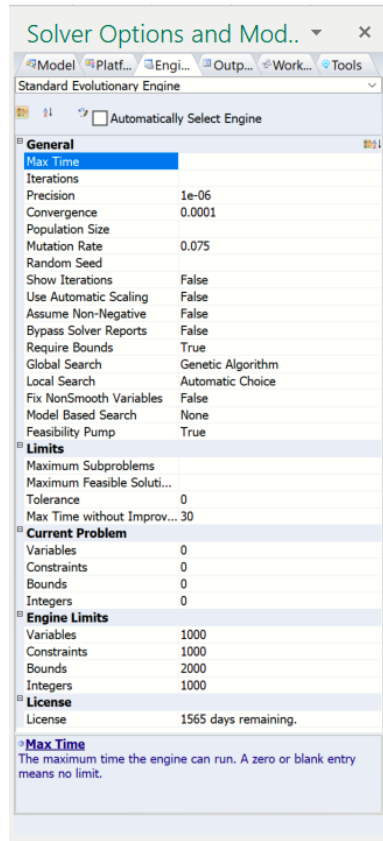 Solver Options and Mod..
Model Platf... Engi... Outp... Work... Tools
Standard Evolutionary Engine
Automatically Select Engine
General
Max Time
Iterations
Precision 1e-06
Convergence 0.0001
Population Size
Mutation Rate 0.075
Random Seed
Show Iterations False
Use Automatic Scaling False
Assume Non-Negative False
Bypass Solver Reports False
Require Bounds True
Global Search Genetic Algorithm
Local Search Automatic Choice
Fix NonSmooth Variables False
Model Based Search None
Feasibility Pump True
Limits
Maximum Subproblems
Maximum Feasible Soluti...
Tolerance 0
Max Time without Improv... 30
Current Problem
Variables 0
Constraints 0
Bounds 0
Integers 0
Engine Limits
Variables 1000
Constraints 1000
Bounds 2000
Integers 1000
License
License 1565 days remaining.
Max Time
The maximum time the engine can run. A zero or blank entry
means no limit.